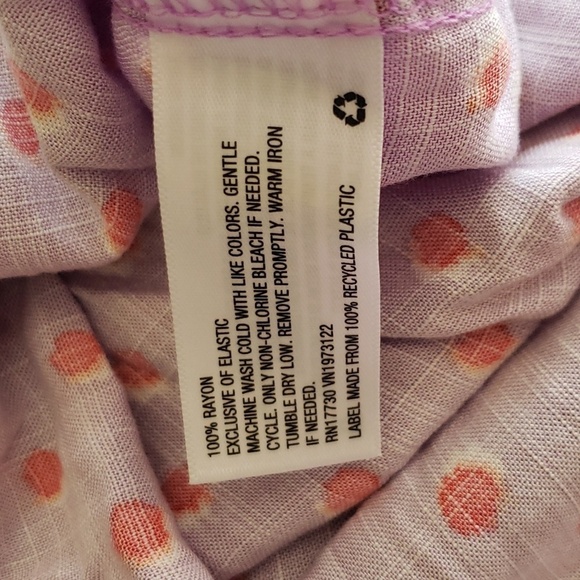 100% RAYON
EXCLUSIVE OF ELASTIC
MACHINE WASH COLD WITH LIKE COLORS. GENTLE
CYCLE. ONLY NON-CHLORINE BLEACH IF NEEDED.
TUMBLE DRY LOW. REMOVE PROMPTLY. WARM IRON
IF NEEDED.
RN17730 VN1973122
LABEL MADE FROM 100% RECYCLED PLASTIC